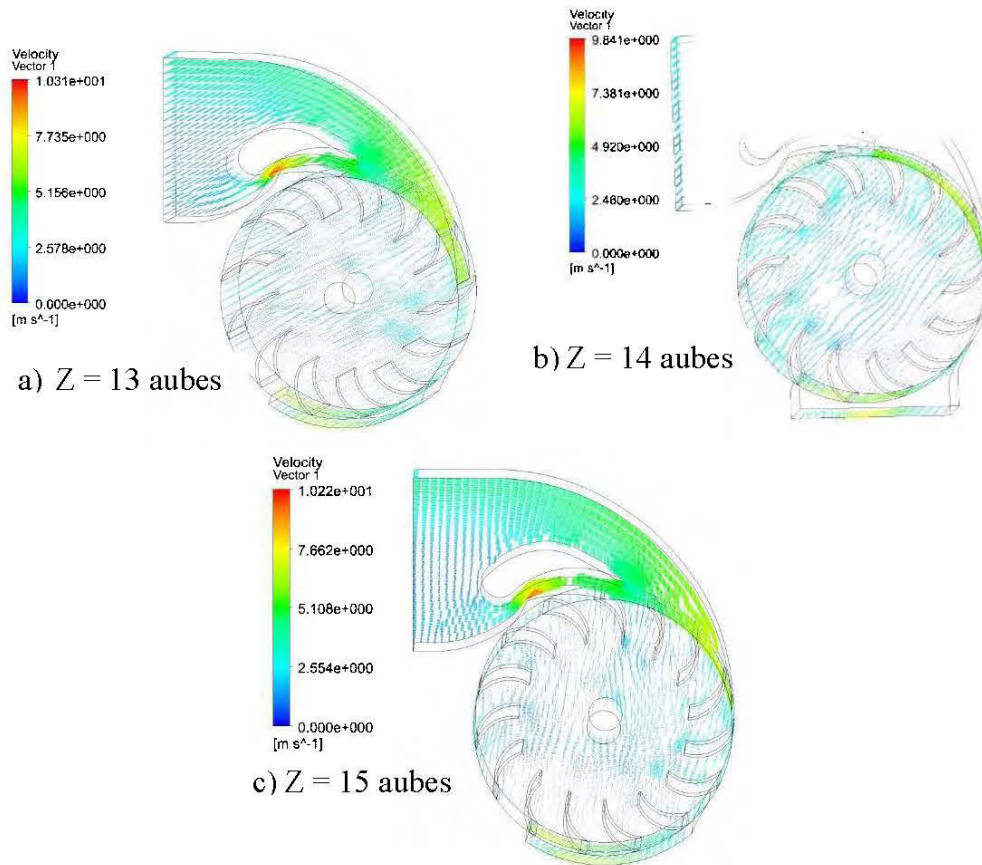 Velocity
Vector 1
1.031e+001
7.735e+000
5.156e+000
2.578e+000
0.000e+000
[m s^-1]
a) Z = 13 aubes
Velocity
Vector 1
9.841e+000
7.381e+000
4.920e+000
2.460e+000
0.000e+000
[m s^-1]
b) Z = 14 aubes
Velocity
Vector 1
1.022e+001
7.662e+000
5.108e+000
2.554e+000
0.000e+000
[m s^-1]
c) Z = 15 aubes